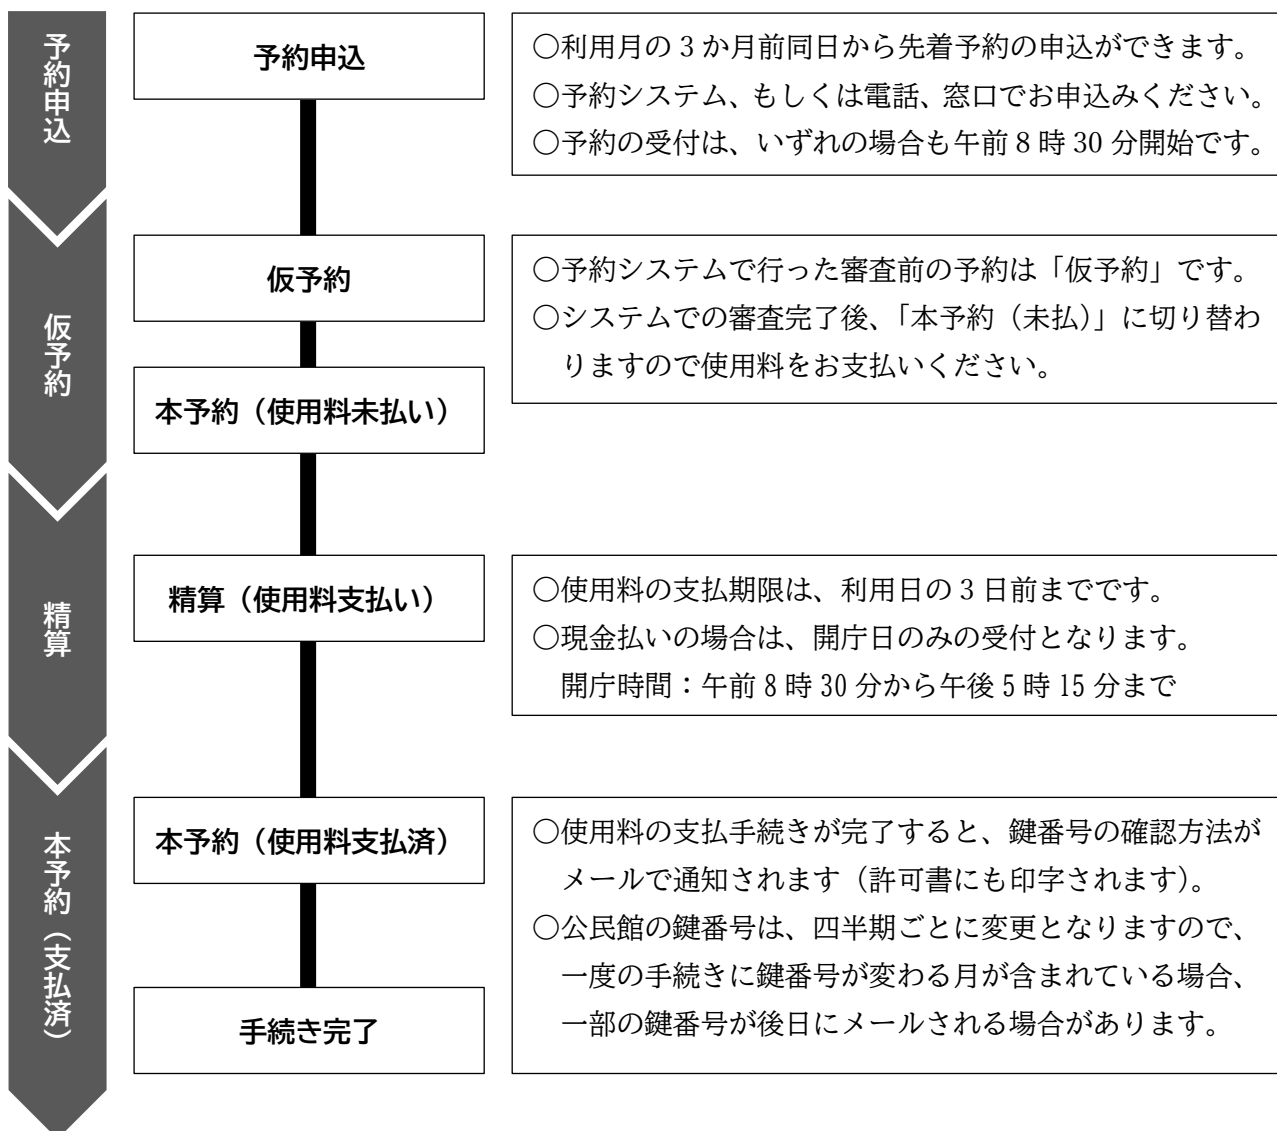 予約申込
予約申込
○利用月の 3 か月前同日から先着予約の申込ができます。
○予約システム、もしくは電話、窓口でお申込みください。
○予約の受付は、いずれの場合も午前 8 時 30 分開始です。
仮予約
仮予約
本予約（使用料未払い）
○予約システムで行った審査前の予約は「仮予約」です。
○システムでの審査完了後、「本予約（未払）」に切り替わ
りますので使用料をお支払いください。
精算
精算（使用料支払い）
○使用料の支払期限は、利用日の 3 日前までです。
○現金払いの場合は、開庁日のみの受付となります。
開庁時間：午前 8 時 30 分から午後 5 時 15 分まで
本予約（支払済）
本予約（使用料支払済）
○使用料の支払手続きが完了すると、鍵番号の確認方法が
メールで通知されます（許可書にも印字されます）。
○公民館の鍵番号は、四半期ごとに変更となりますので、
一度の手続きに鍵番号が変わる月が含まれている場合、
一部の鍵番号が後日にメールされる場合があります。
手続き完了